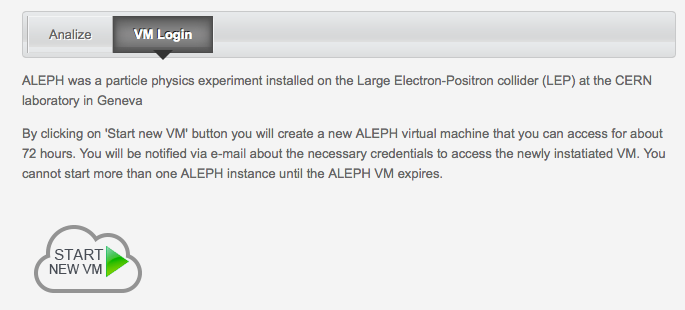 Analize
VM Login
ALEPH was a particle physics experiment installed on the Large Electron-Positron collider (LEP) at the CERN
laboratory in Geneva
By clicking on 'Start new VM' button you will create a new ALEPH virtual machine that you can access for about
72 hours. You will be notified via e-mail about the necessary credentials to access the newly instatiated VM. You
cannot start more than one ALEPH instance until the ALEPH VM expires.
START
NEW VM